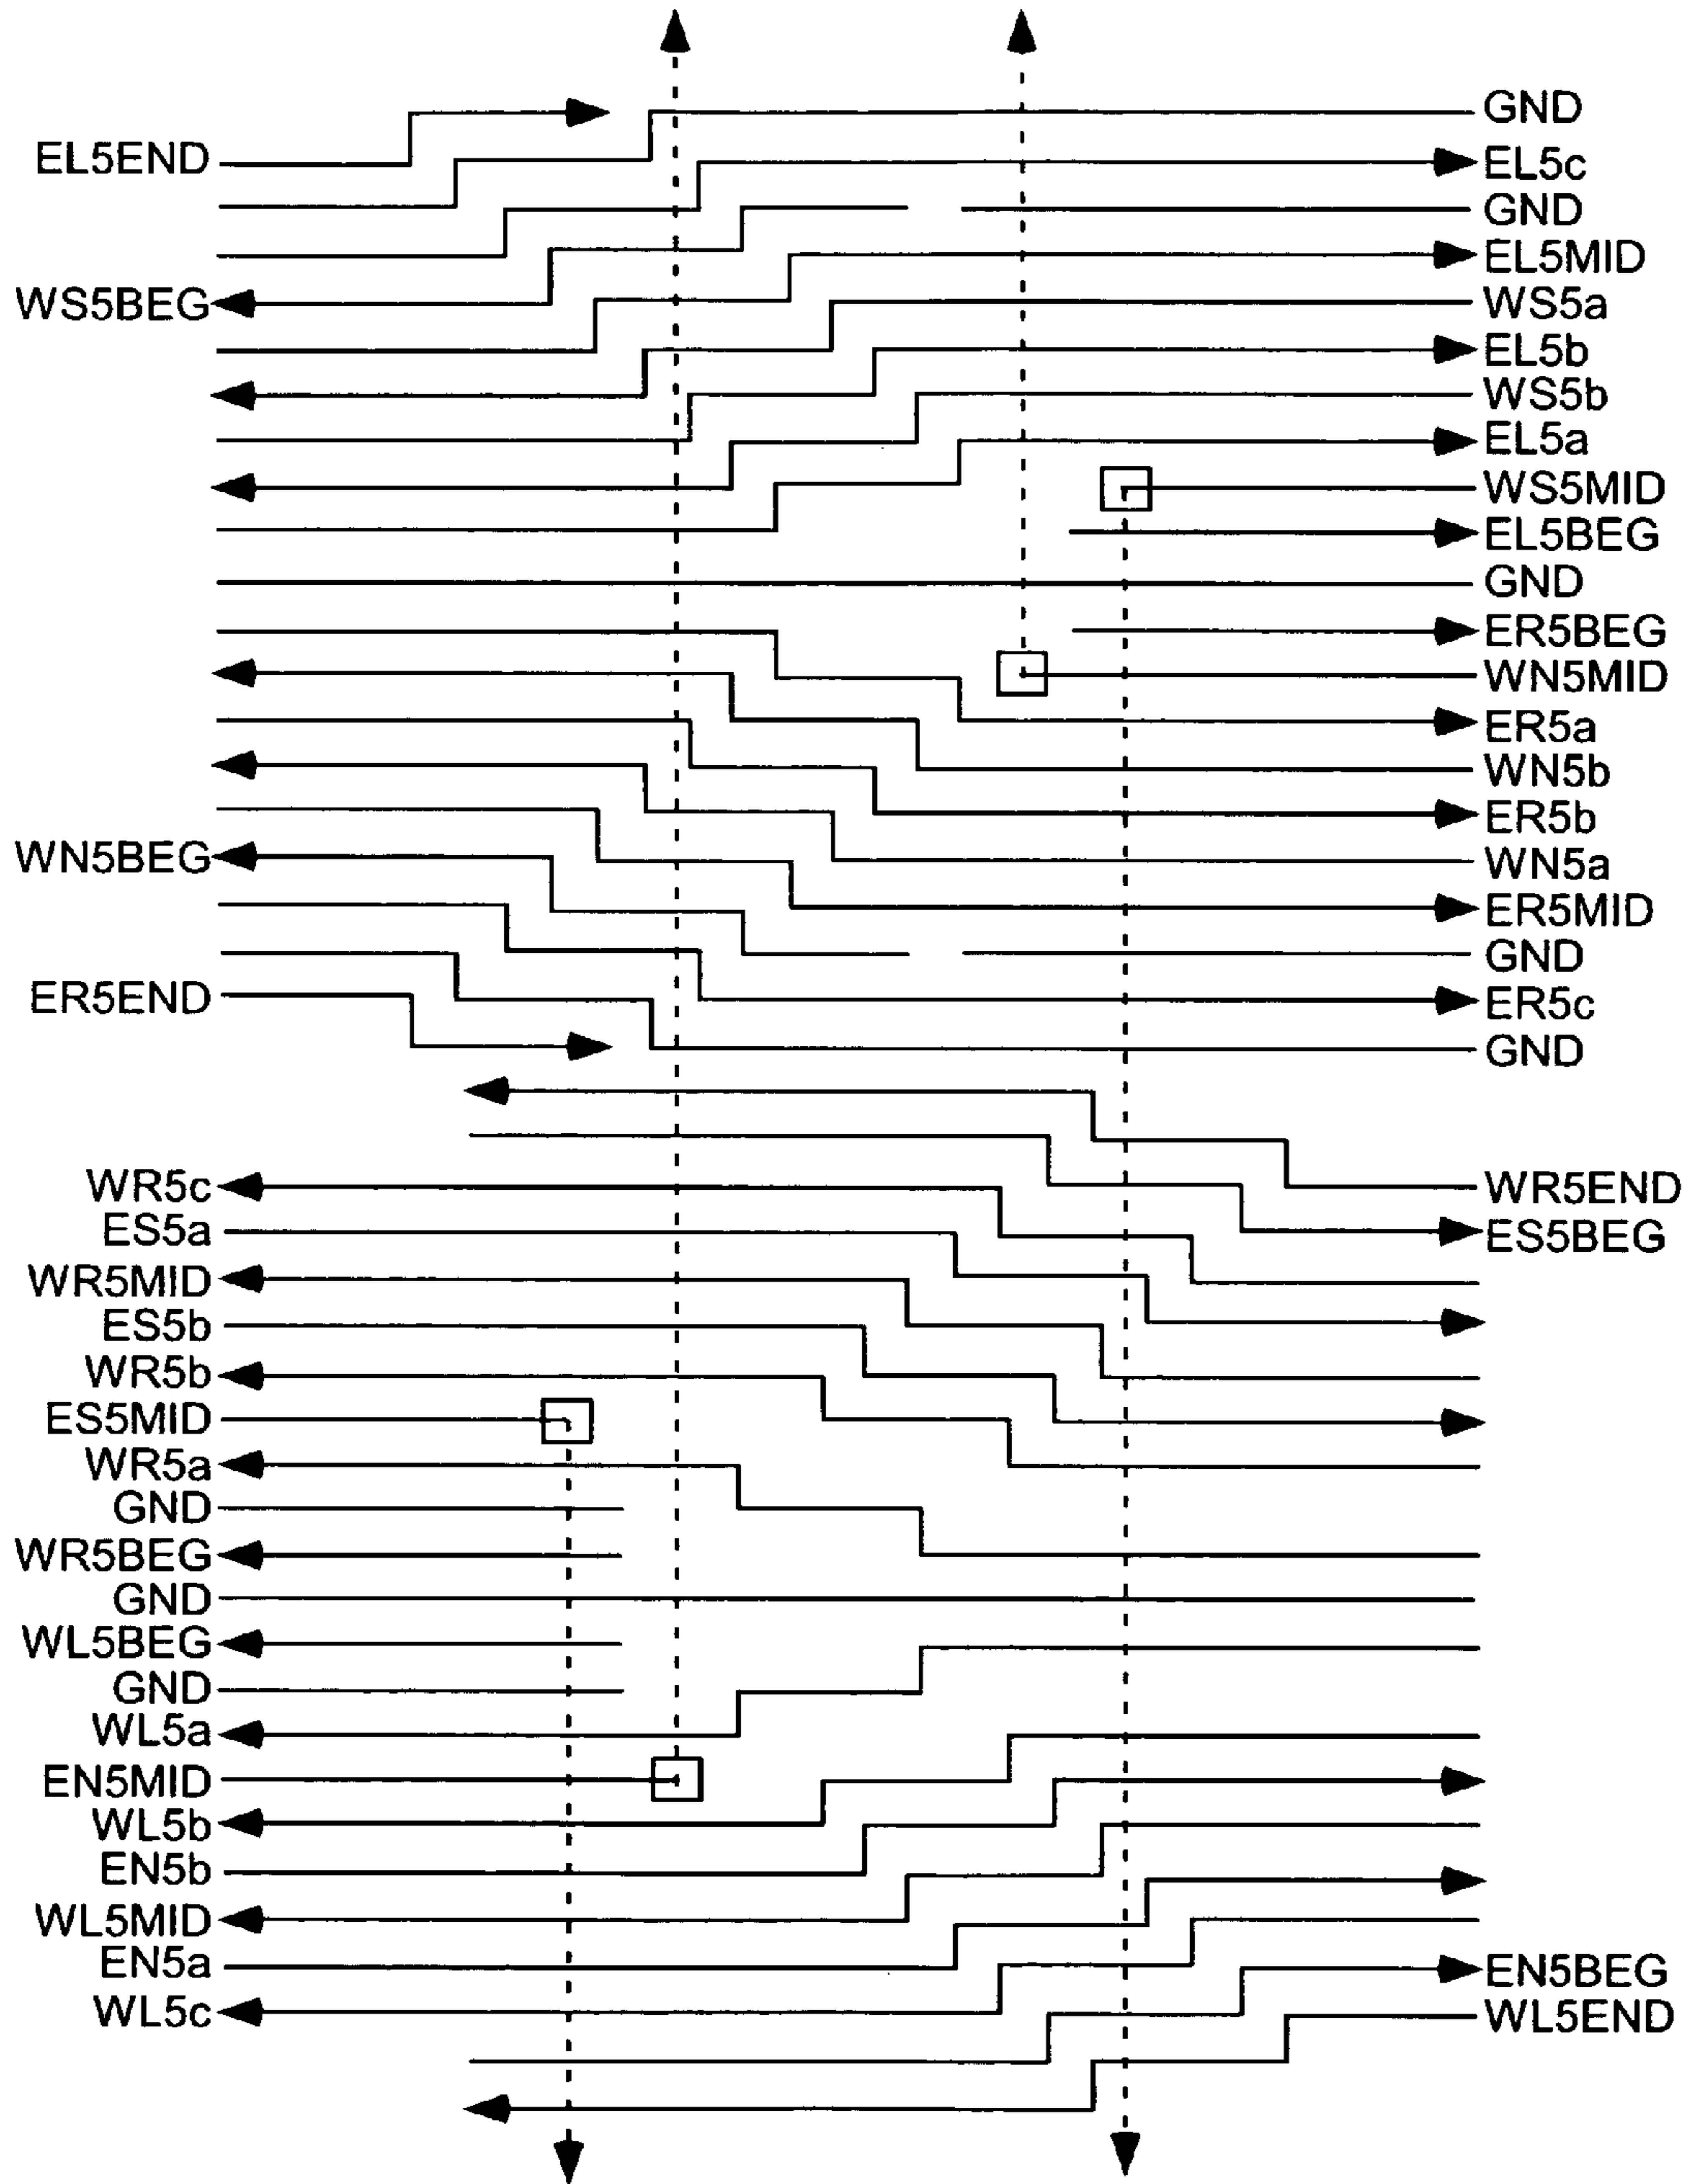 GND
EL5END
EL5c
GND
EL5MID
WS5BEG
WS5a
EL5b
WS5b
EL5a
WS5MID
EL5BEG
GND
ER5BEG
WN5MID
ER5a
WN5b
ER5b
WN5BEG
WN5a
ER5MID
GND
ER5END
ER5c
GND
WR5c
WR5END
ES5a
ES5BEG
WR5MID
ES5b
WR5b
ES5MID
WR5a
GND
WR5BEG
GND
WL5BEG
GND
WL5a
EN5MID
WL5b
EN5b
WL5MID
EN5a
EN5BEG
WL5c
WL5END